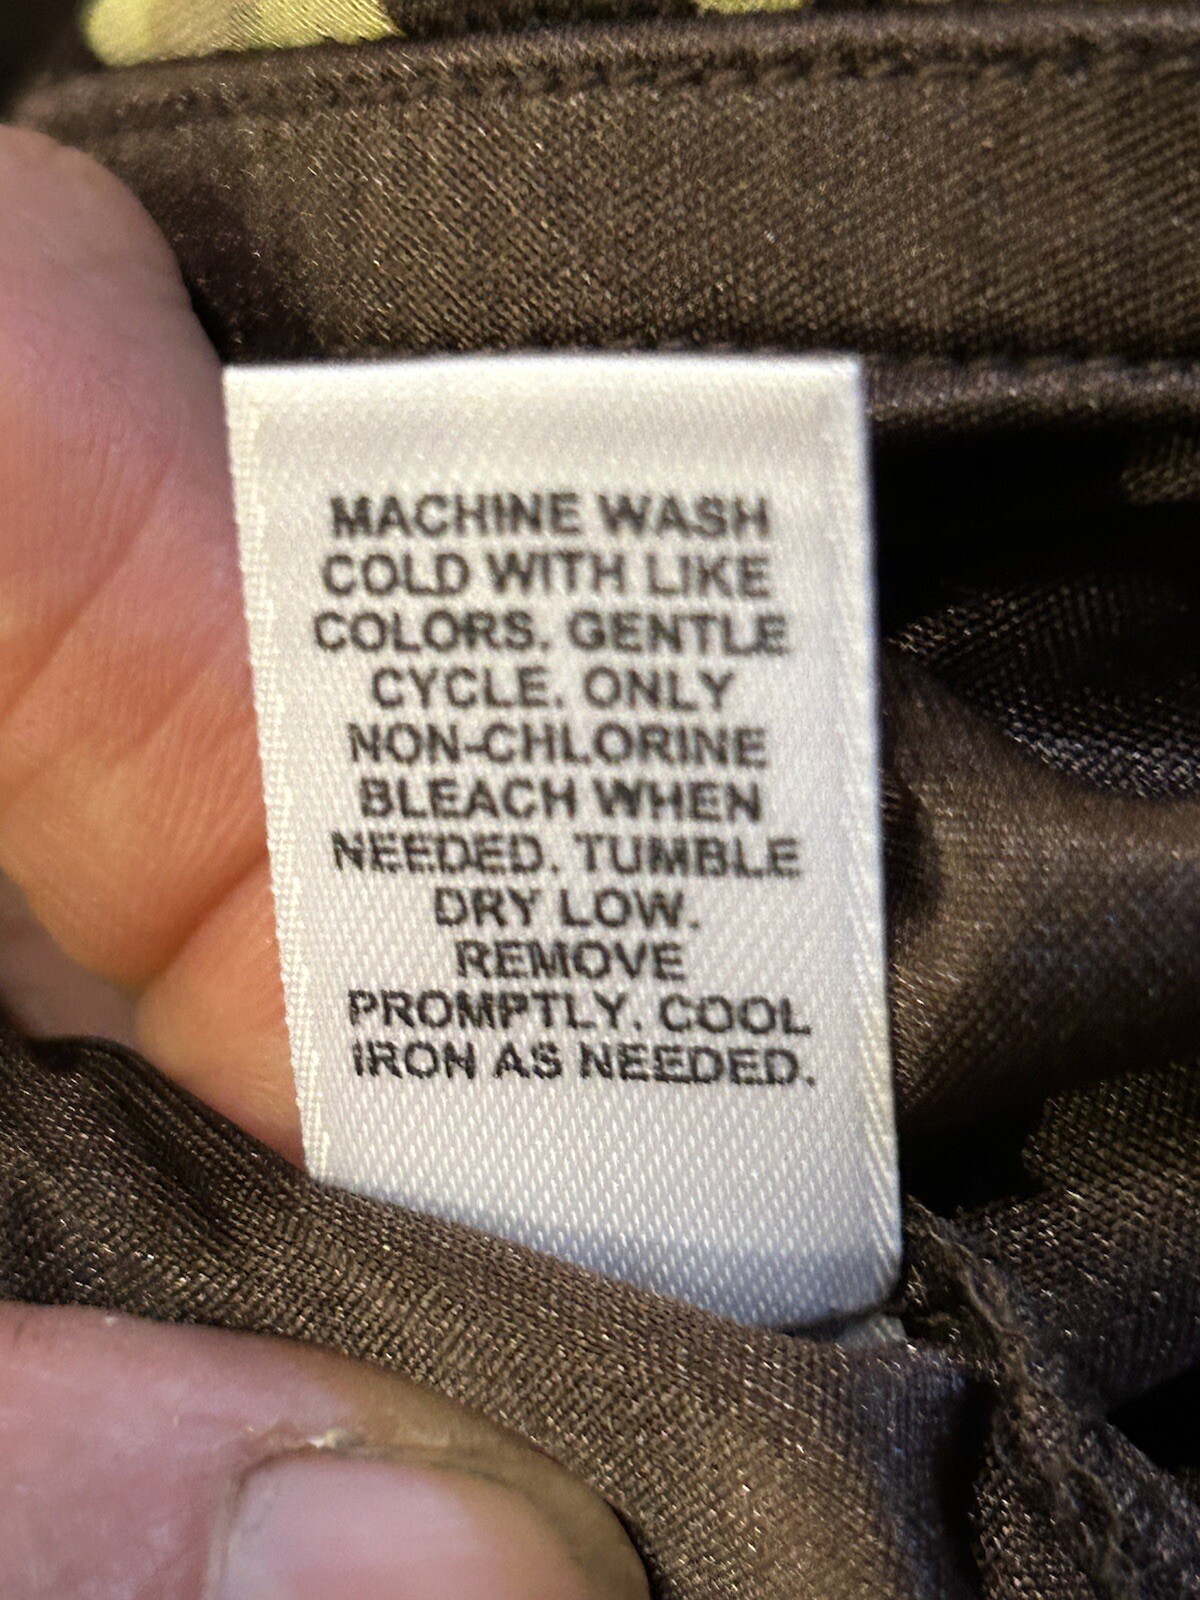 MACHINE WASH
COLD WITH LIKE
COLORS. GENTLE
CYCLE. ONLY
NON-CHLORINE
BLEACH WHEN
NEEDED. TUMBLE
DRY LOW.
REMOVE
PROMPTLY. COOL
IRON AS NEEDED.